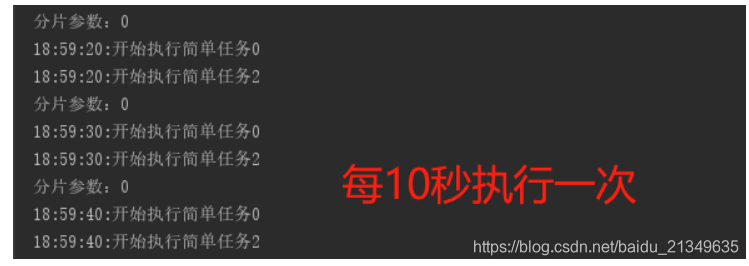 分片参数：0
18:59:20:开始执行简单任务0
18:59:20:开始执行简单任务2
分片参数：0
18:59:30:开始执行简单任务0
18:59:30:开始执行简单任务2
分片参数：0
18:59:40:开始执行简单任务0
18:59:40:开始执行简单任务2
每10秒执行一次
https://blog.csdn.net/baidu_21349635